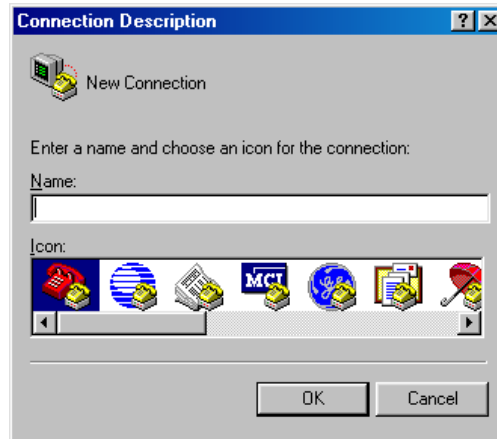 Connection Description
New Connection
Enter a name and choose an icon for the connection:
Name:
Icon:
MCI
OK
Cancel